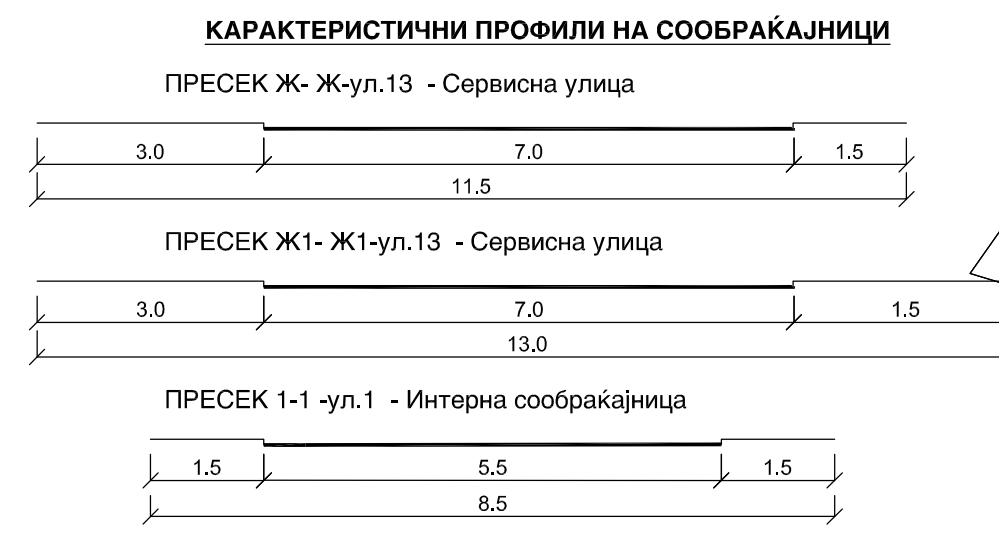 КАРАКТЕРИСТИЧНИ ПРОФИЛИ НА СООБРАЌАЈНИЦИ
ПРЕСЕК Ж- Ж-ул.13 - Сервисна улица
3.0 7.0 1.5
11.5
ПРЕСЕК Ж1- Ж1-ул.13 - Сервисна улица
3.0 7.0 1.5
13.0
ПРЕСЕК 1-1 -ул.1 - Интерна сообраќајница
1.5 5.5 1.5
8.5